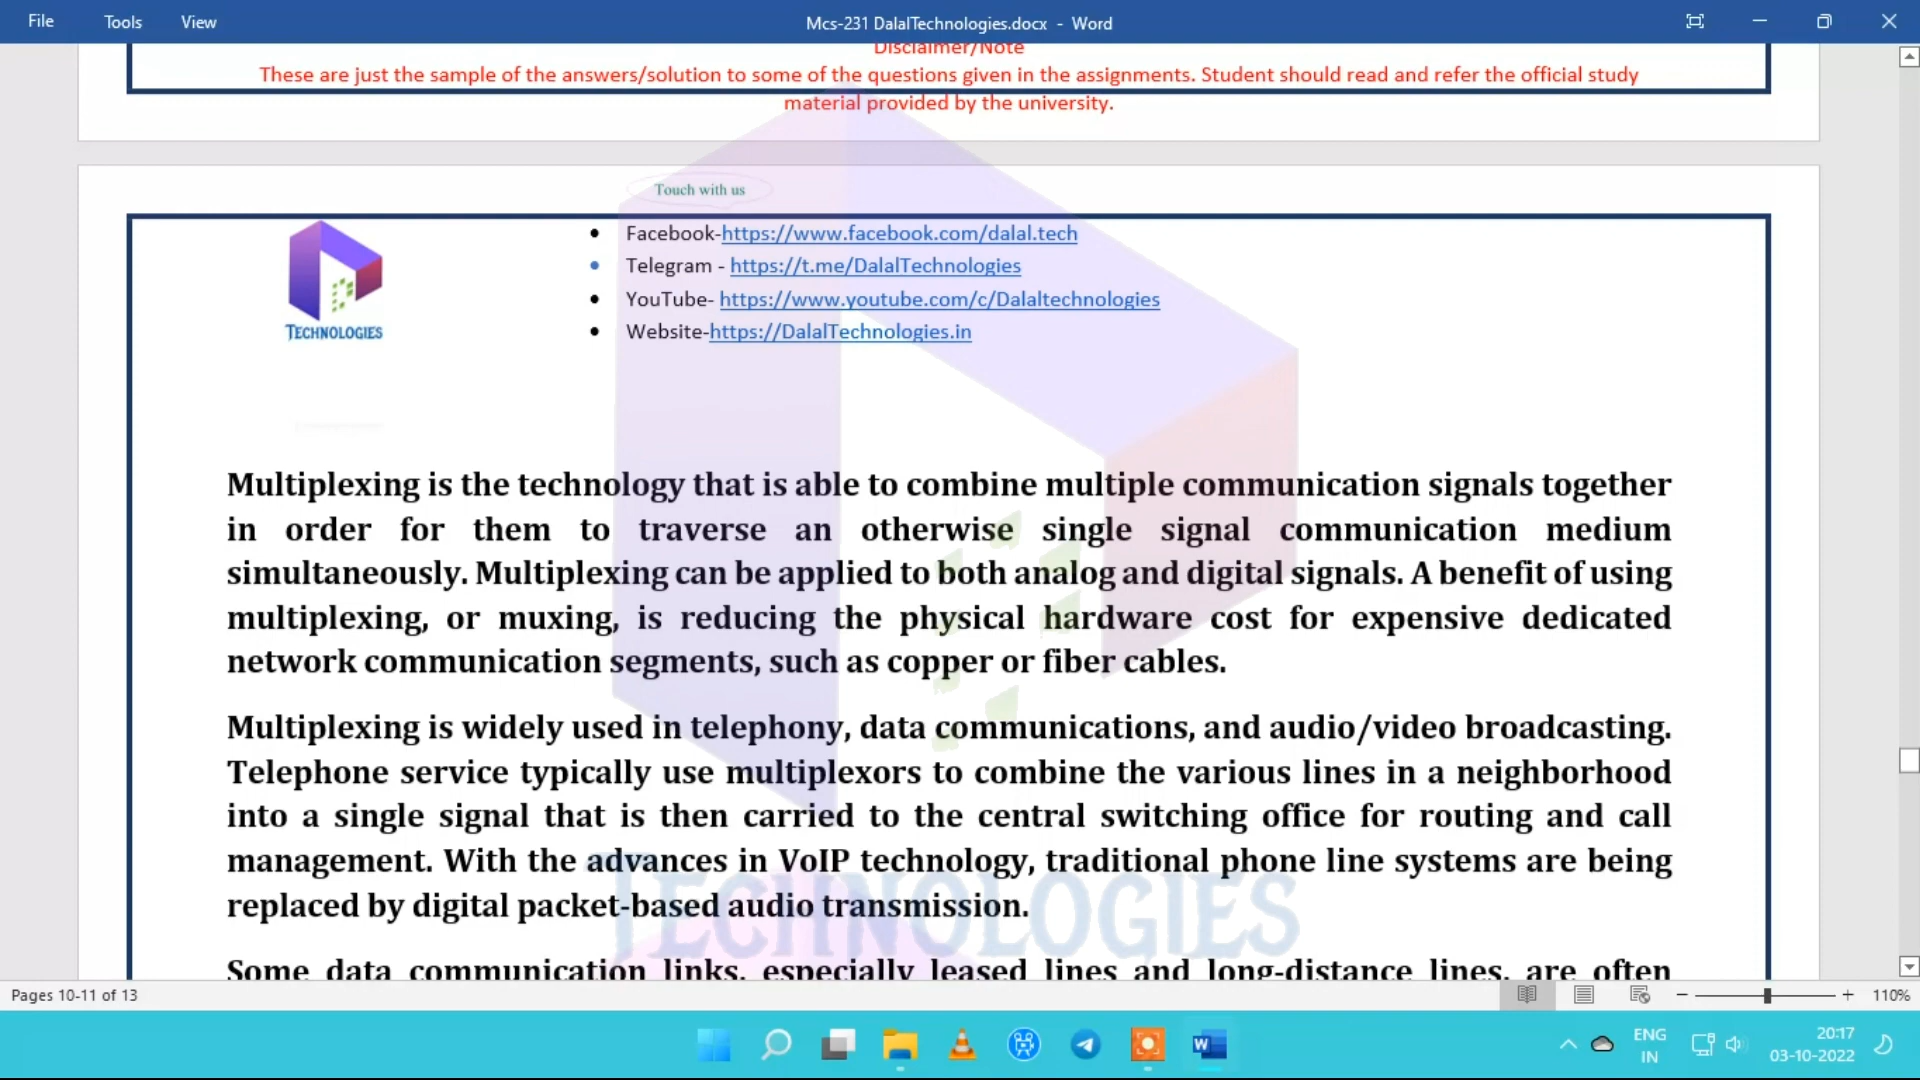 File Tools View Mcs-231 DalalTechnologies.docx - Word
Disclaimer/Note
These are just the sample of the answers/solution to some of the questions given in the assignments. Student should read and refer the official study
material provided by the university.
Touch with us
Facebook-https://www.facebook.com/dalal.tech
Telegram - https://t.me/DalalTechnologies
YouTube- https://www.youtube.com/c/Dalaltechnologies
Website-https://DalalTechnologies.in
TECHNOLOGIES
Multiplexing is the technology that is able to combine multiple communication signals together
in order for them to traverse an otherwise single signal communication medium
simultaneously. Multiplexing can be applied to both analog and digital signals. A benefit of using
multiplexing, or muxing, is reducing the physical hardware cost for expensive dedicated
network communication segments, such as copper or fiber cables.
Multiplexing is widely used in telephony, data communications, and audio/video broadcasting.
Telephone service typically use multiplexors to combine the various lines in a neighborhood
into a single signal that is then carried to the central switching office for routing and call
management. With the advances in VoIP technology, traditional phone line systems are being
replaced by digital packet-based audio transmission.
TECHNOLOGIES
Some data communication links, especially leased lines and long-distance lines, are often
Pages 10-11 of 13 110%
W ENG 20:17
IN 03-10-2022